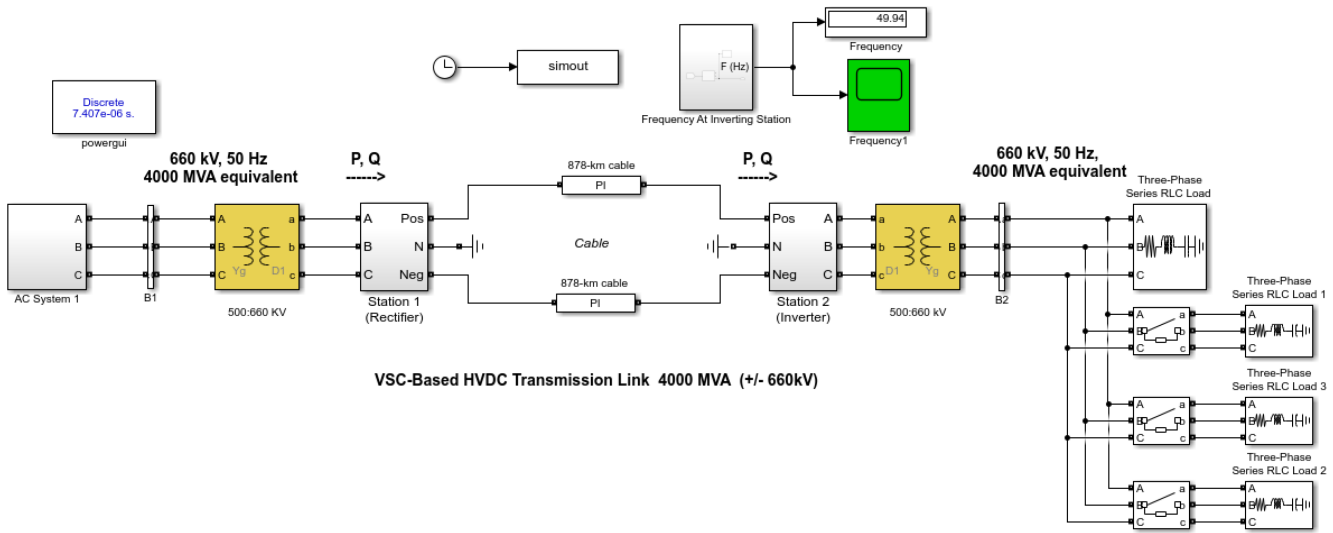 49.94
Frequency
simout
F (Hz)
Frequency At Inverting Station
Frequency1
Discrete
7.407e-06 s.
powergui
660 kV, 50 Hz
4000 MVA equivalent
P, Q
------>
878-km cable
PI
P, Q
------>
660 kV, 50 Hz,
4000 MVA equivalent
Three-Phase
Series RLC Load
A
B
C
AC System 1
B1
A
B
C
a
b
c
Yg
D1
500:660 KV
A
B
C
Pos
N
Neg
Station 1
(Rectifier)
Cable
878-km cable
PI
Pos
N
Neg
A
B
C
Station 2
(Inverter)
a
b
c
A
B
C
D1
Yg
500:660 kV
B2
A
B
C
Three-Phase
Series RLC Load 1
A
B
C
a
b
c
A
B
C
Three-Phase
Series RLC Load 3
A
B
C
a
b
c
A
B
C
Three-Phase
Series RLC Load 2
A
B
C
a
b
c
A
B
C
VSC-Based HVDC Transmission Link 4000 MVA (+/- 660kV)